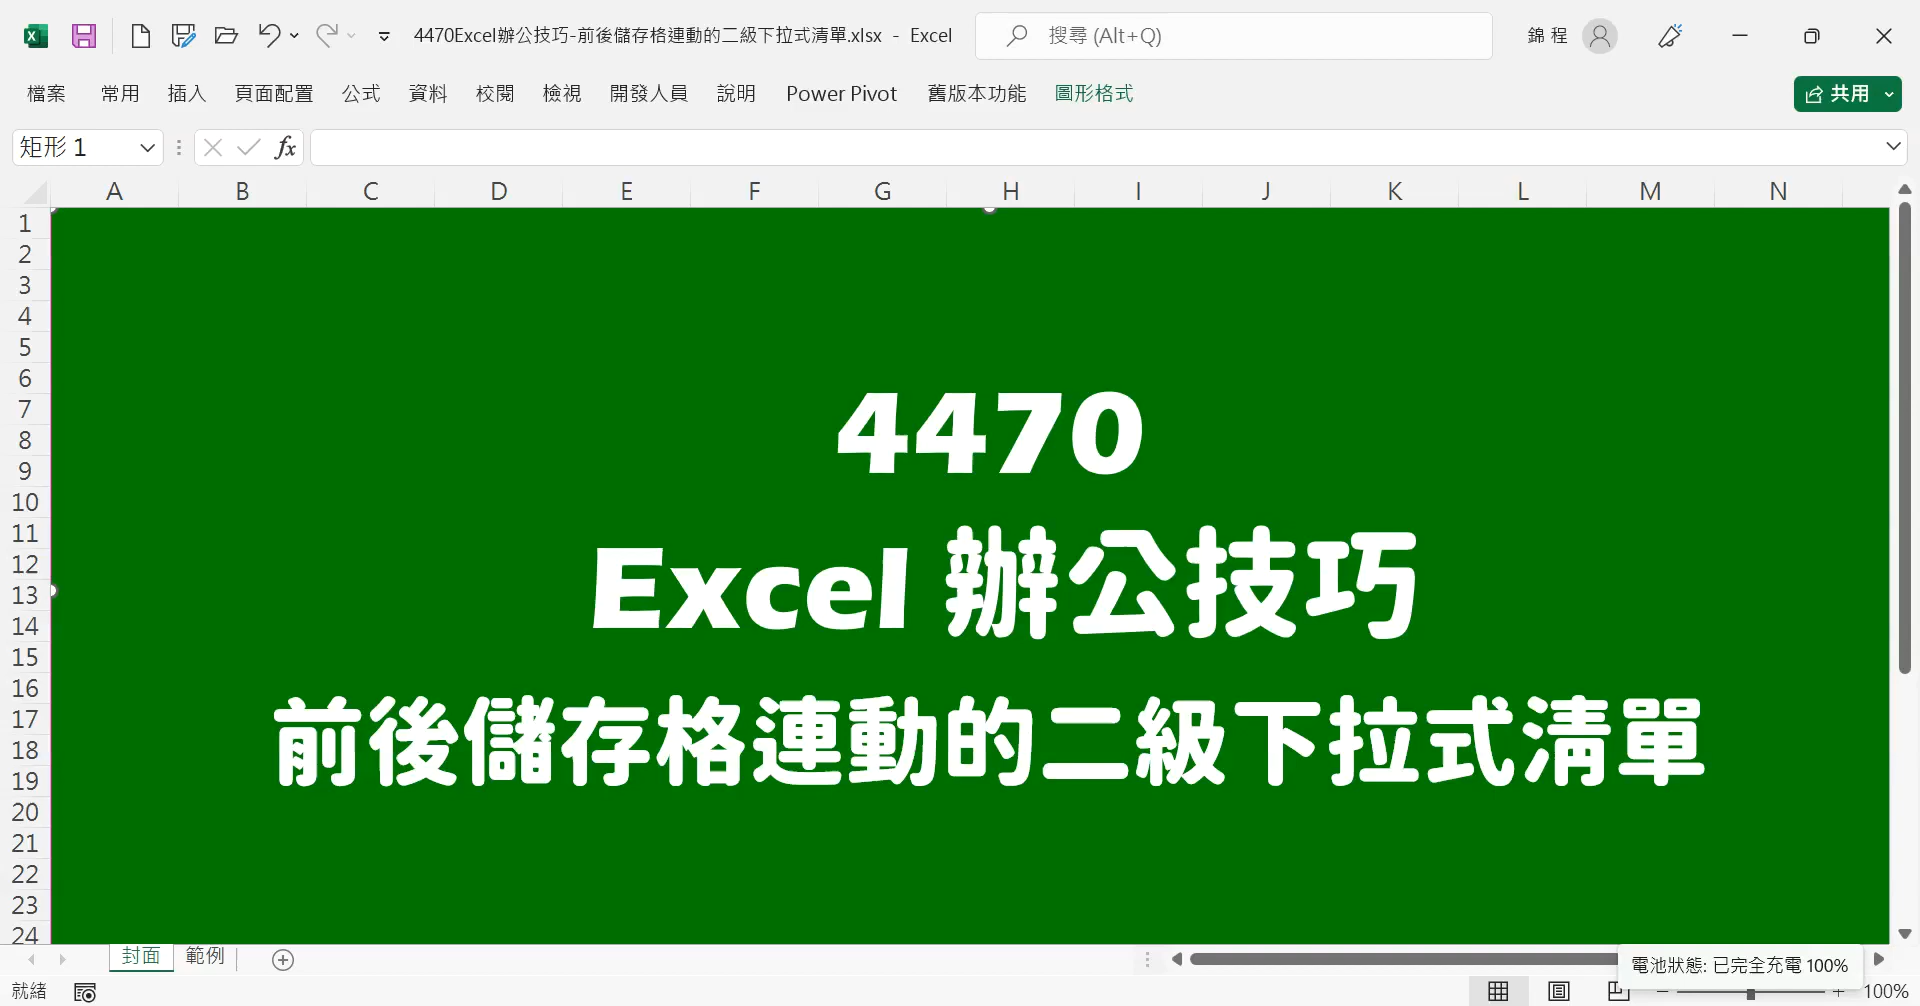 4470Excel辦公技巧-前後儲存格連動的二級下拉式清單.xlsx - Excel
搜尋 (Alt+Q)
錦 程
檔案 常用 插入 頁面配置 公式 資料 校閱 檢視 開發人員 說明 Power Pivot 舊版本功能 圖形格式
共用
矩形 1
fx
A B C D E F G H I J K L M N
1
2
3
4
5
6
7
8
9
10
11
12
13
14
15
16
17
18
19
20
21
22
23
24
4470
Excel 辦公技巧
前後儲存格連動的二級下拉式清單
封面 範例
電池狀態: 已完全充電 100%
就緒
100%